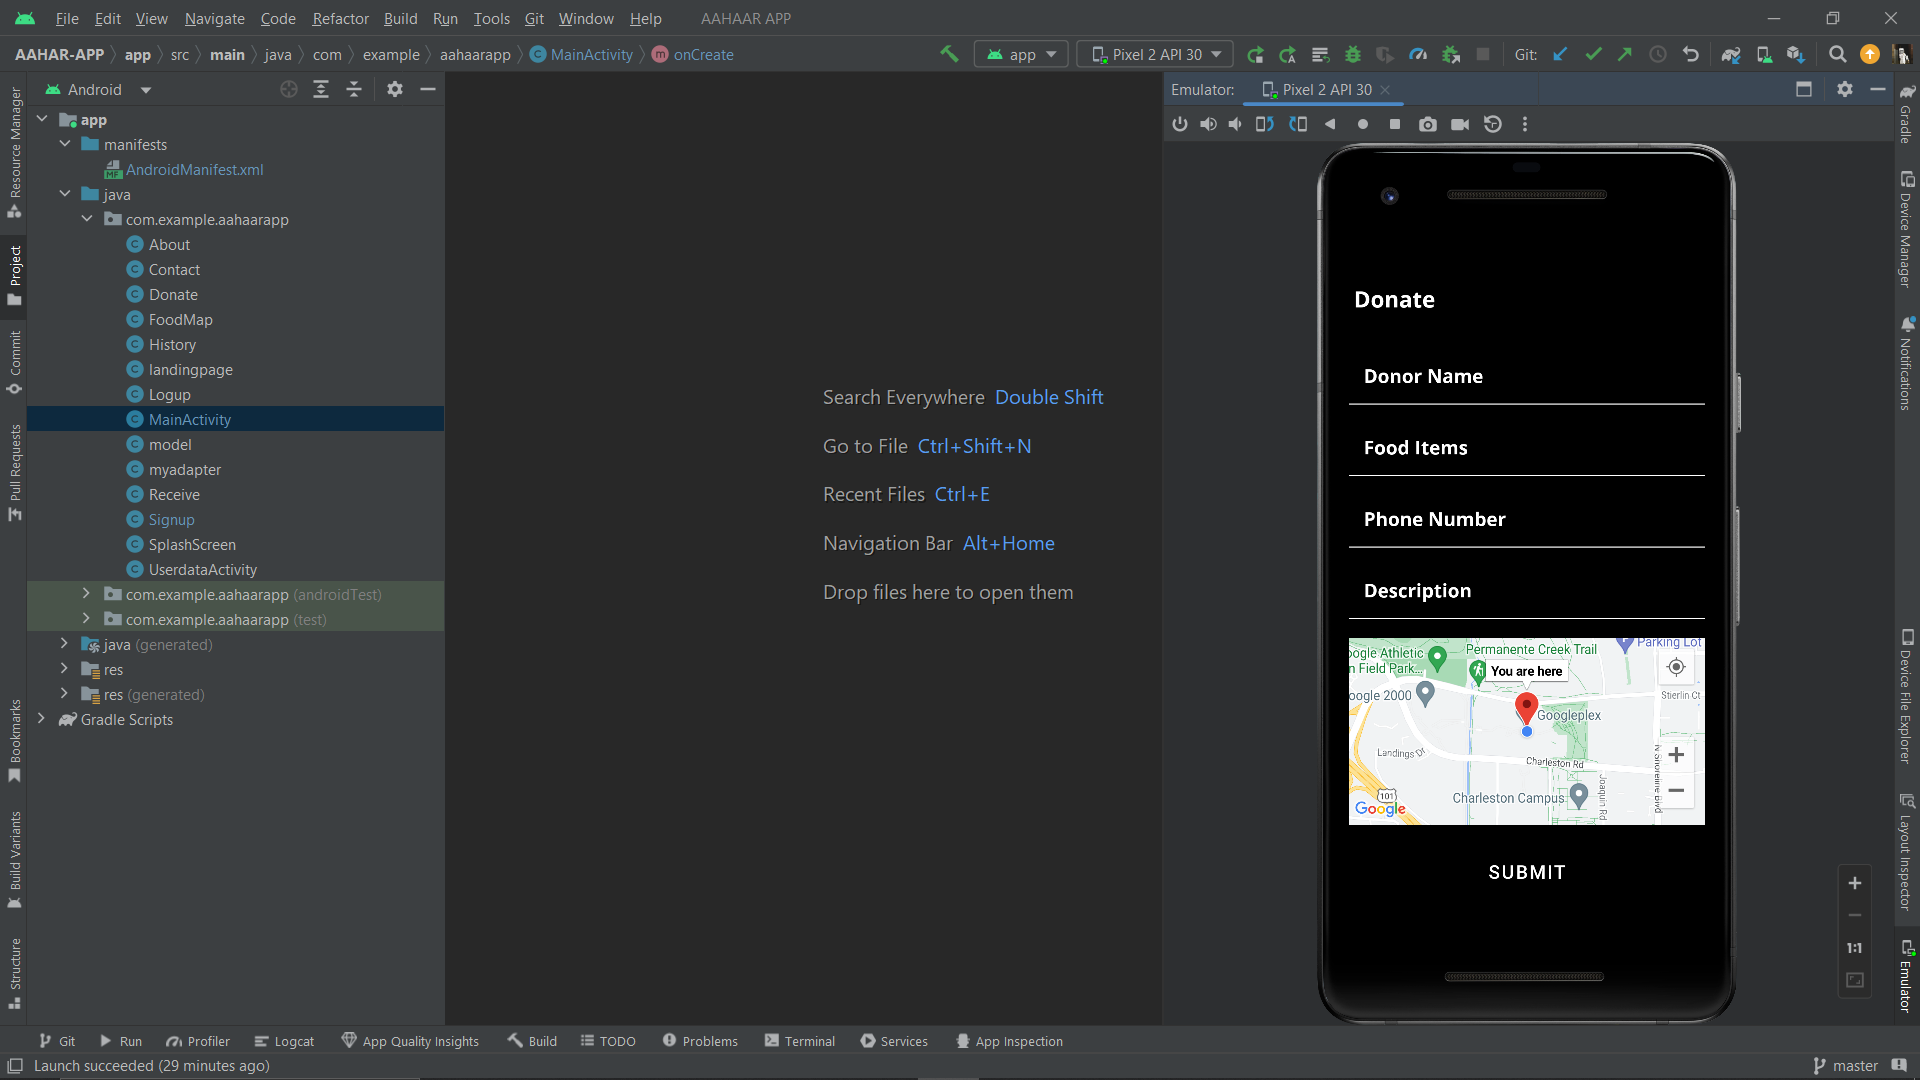 File Edit View Navigate Code Refactor Build Run Tools Git Window Help AAHAAR APP
AAHAR-APP app src main java com example aahaarapp C MainActivity m onCreate
app Pixel 2 API 30 Git:
Android
Emulator: Pixel 2 API 30
app
manifests
MF AndroidManifest.xml
java
com.example.aahaarapp
C About
C Contact
C Donate
C FoodMap
C History
C landingpage
C Logup
C MainActivity
C model
C myadapter
C Receive
C Signup
C SplashScreen
C UserdataActivity
com.example.aahaarapp (androidTest)
com.example.aahaarapp (test)
java (generated)
res
res (generated)
Gradle Scripts
Resource Manager
Project
Commit
Pull Requests
Bookmarks
Build Variants
Structure
Search Everywhere Double Shift
Go to File Ctrl+Shift+N
Recent Files Ctrl+E
Navigation Bar Alt+Home
Drop files here to open them
Donate
Donor Name
Food Items
Phone Number
Description
Parking Lot
oogle Athletic
n Field Park...
Permanente Creek Trail
You are here
oogle 2000
Stierlin Ct
Googleplex
Landings Dr
Charleston Rd
N Shoreline Blvd
Joaquin Rd
101
Charleston Campus
Google
SUBMIT
1:1
Gradle
Device Manager
Notifications
Device File Explorer
Layout Inspector
Emulator
Git Run Profiler Logcat App Quality Insights Build TODO Problems Terminal Services App Inspection
Launch succeeded (29 minutes ago)
master